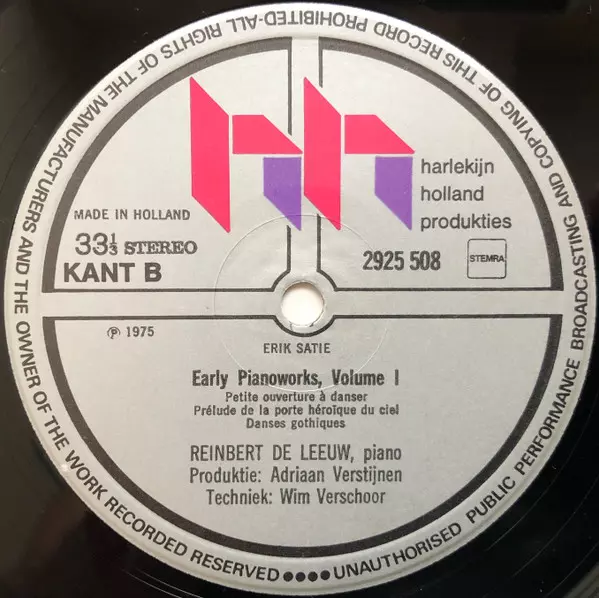 UNAUTHORISED PUBLIC PERFORMANCE BROADCASTING AND COPYING OF THIS RECORD PROHIBITED-ALL RIGHTS OF THE MANUFACTURERS AND THE OWNER OF THE WORK RECORDED RESERVED ●●●●
hh
harlekijn
holland
produkties
MADE IN HOLLAND
33⅓ STEREO
KANT B
2925 508
STEMRA
℗ 1975
ERIK SATIE
Early Pianoworks, Volume I
Petite ouverture à danser
Prélude de la porte héroïque du ciel
Danses gothiques
REINBERT DE LEEUW, piano
Produktie: Adriaan Verstijnen
Techniek: Wim Verschoor